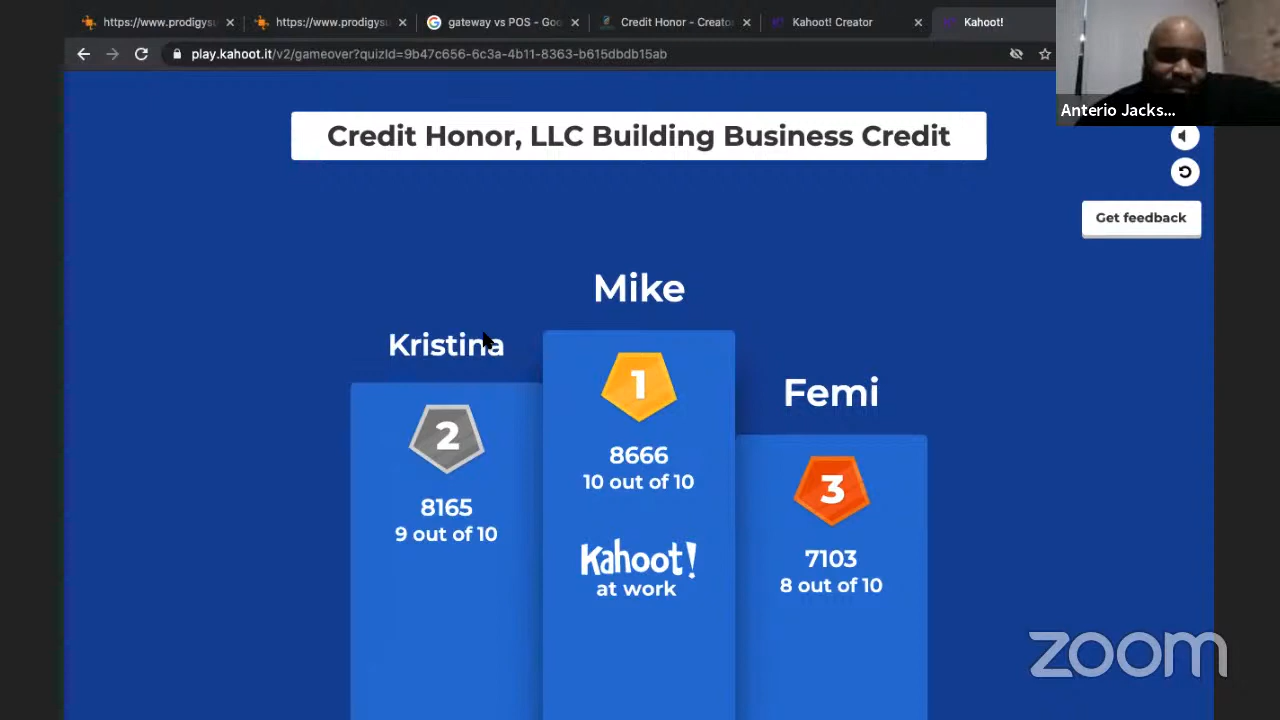 https://www.prodigysu
https://www.prodigysu
gateway vs POS - Goo
Credit Honor - Creato
Kahoot! Creator
Kahoot!
play.kahoot.it/v2/gameover?quizId=9b47c656-6c3a-4b11-8363-b615dbdb15ab
Anterio Jacks...
Credit Honor, LLC Building Business Credit
Get feedback
Mike
Kristina
Femi
1
8666
10 out of 10
2
8165
9 out of 10
3
7103
8 out of 10
Kahoot!
at work
zoom